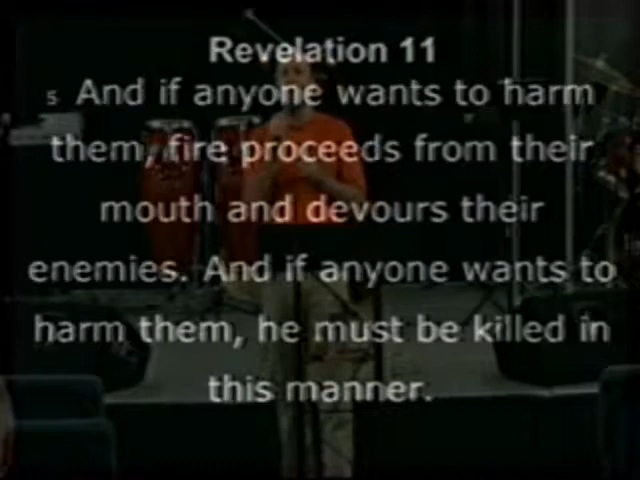 Revelation 11
5 And if anyone wants to harm
them, fire proceeds from their
mouth and devours their
enemies. And if anyone wants to
harm them, he must be killed in
this manner.